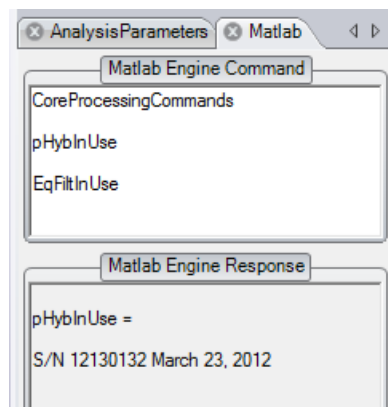 AnalysisParameters Matlab
Matlab Engine Command
CoreProcessingCommands
pHybInUse
EqFiltInUse
Matlab Engine Response
pHybInUse =
S/N 12130132 March 23, 2012